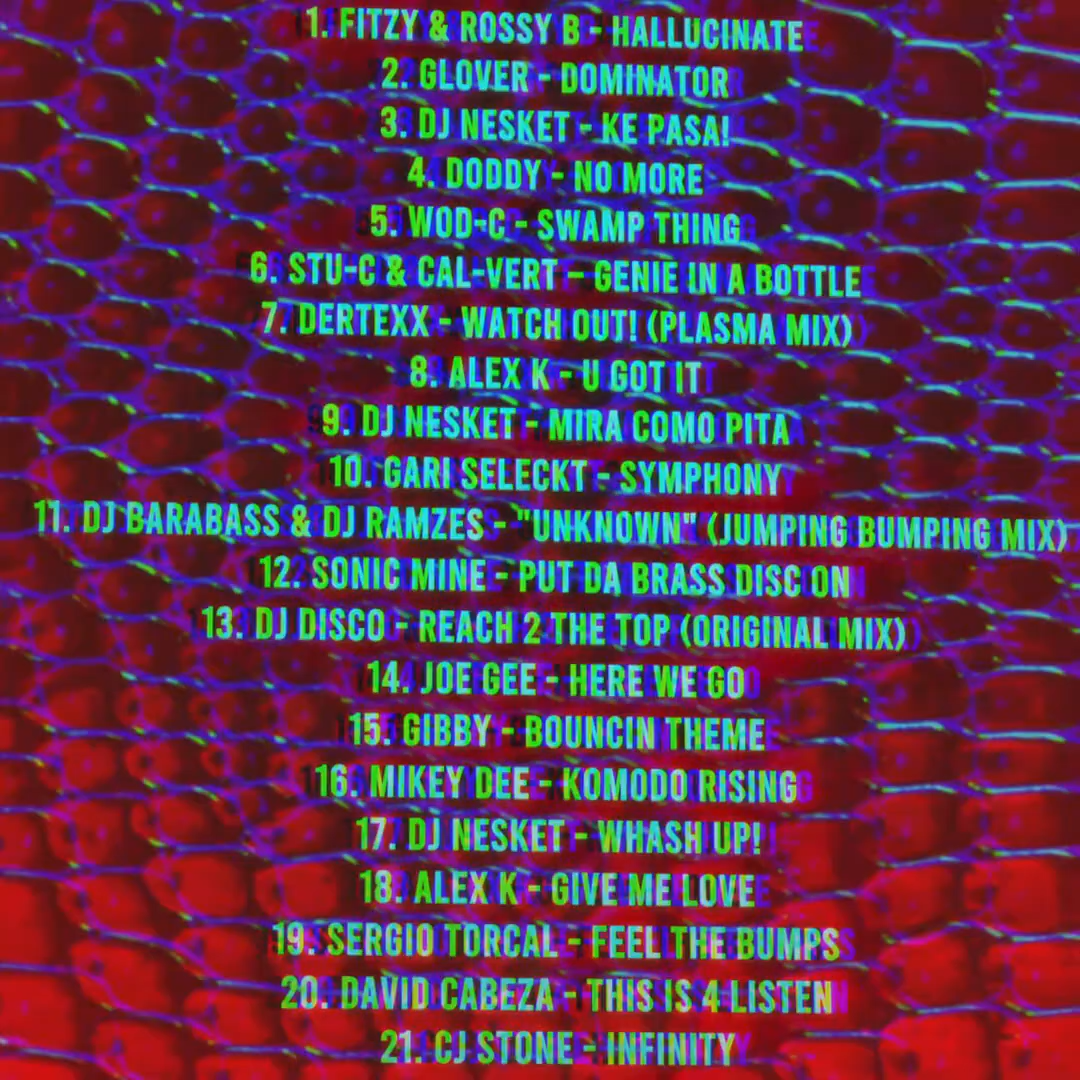 1. FITZY & ROSSY B - HALLUCINATE
2. GLOVER - DOMINATOR
3. DJ NESKET - KE PASA!
4. DODDY - NO MORE
5. WOD-C - SWAMP THING
6. STU-C & CAL-VERT – GENIE IN A BOTTLE
7. DERTEXX - WATCH OUT! (PLASMA MIX)
8. ALEX K - U GOT IT
9. DJ NESKET - MIRA COMO PITA
10. GARI SELECKT - SYMPHONY
11. DJ BARABASS & DJ RAMZES - "UNKNOWN" (JUMPING BUMPING MIX)
12. SONIC MINE - PUT DA BRASS DISC ON
13. DJ DISCO - REACH 2 THE TOP (ORIGINAL MIX)
14. JOE GEE - HERE WE GO
15. GIBBY - BOUNCIN THEME
16. MIKEY DEE - KOMODO RISING
17. DJ NESKET - WHASH UP!
18. ALEX K - GIVE ME LOVE
19. SERGIO TORCAL - FEEL THE BUMPS
20. DAVID CABEZA - THIS IS 4 LISTEN
21. CJ STONE - INFINITY